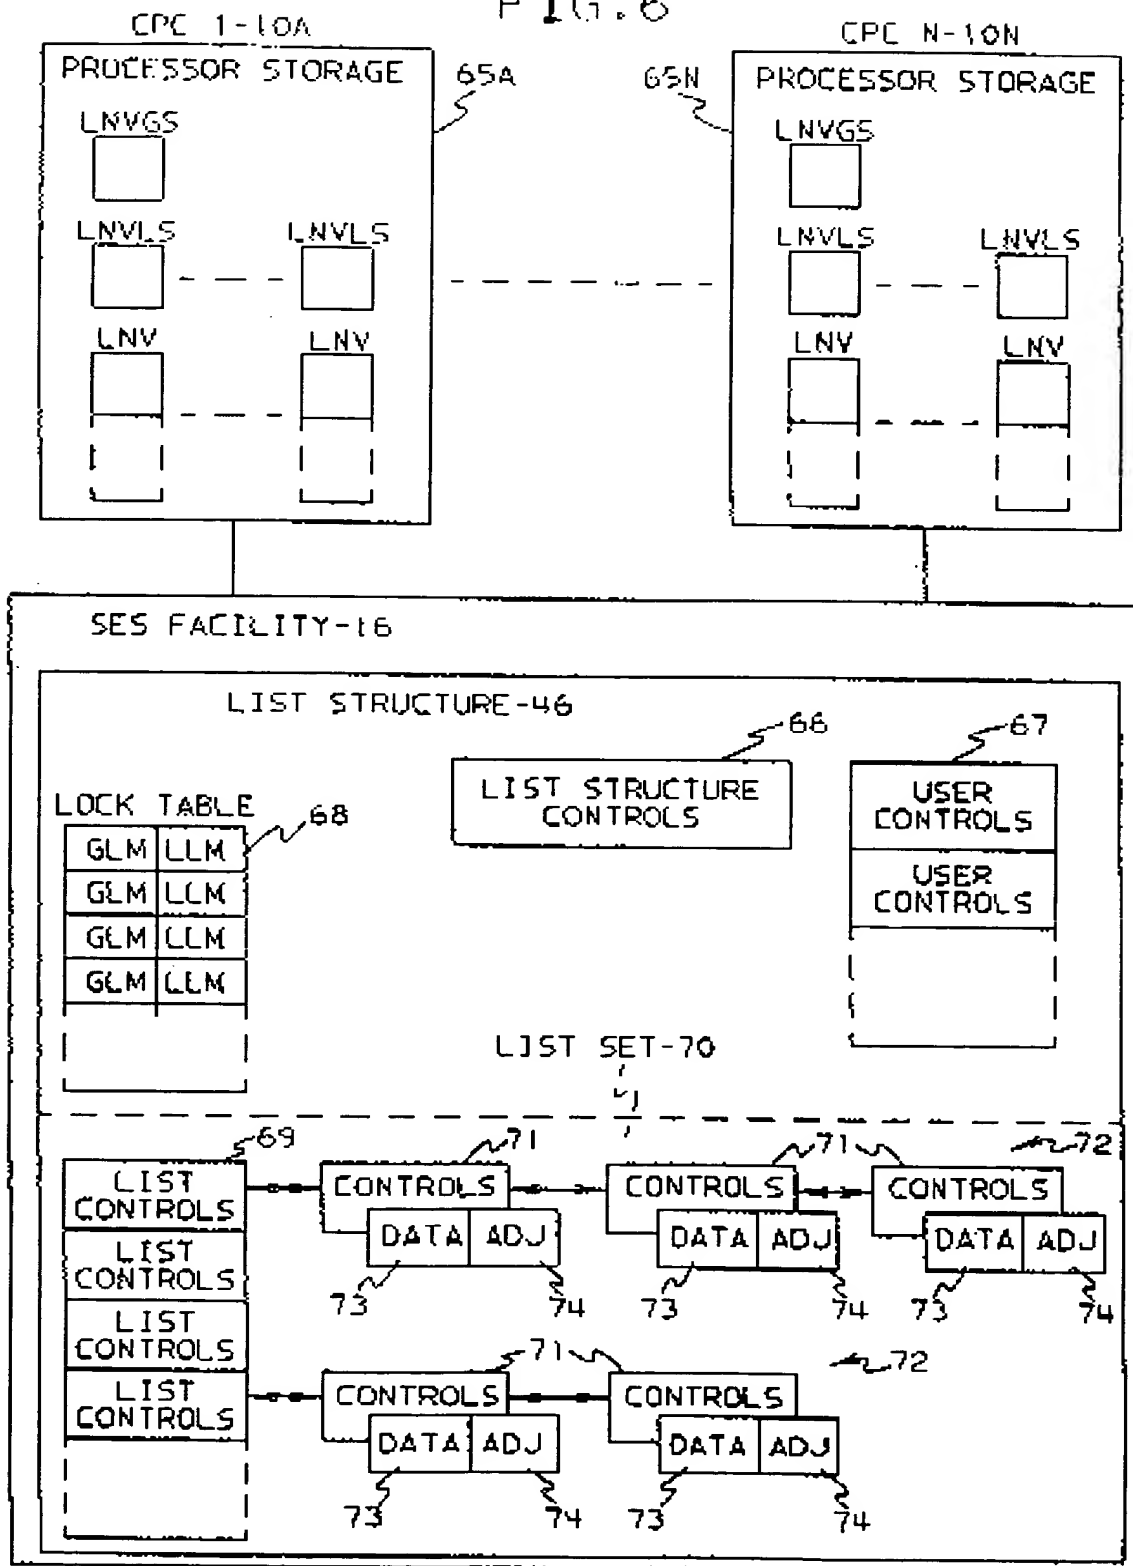 FIG.6
CPC 1-10A
CPC N-10N
PROCESSOR STORAGE
65A
65N
PROCESSOR STORAGE
LNVGS
LNVGS
LNVLS
LNVLS
LNVLS
LNVLS
LNV
LNV
LNV
LNV
SES FACILITY-16
LIST STRUCTURE-46
66
67
LIST STRUCTURE
CONTROLS
USER
CONTROLS
USER
CONTROLS
LOCK TABLE
68
GLM LLM
GLM LLM
GLM LLM
GLM LLM
LIST SET-70
69
71
71
72
LIST
CONTROLS
CONTROLS
CONTROLS
CONTROLS
DATA ADJ
DATA ADJ
DATA ADJ
LIST
CONTROLS
73
74
73
74
73
74
LIST
CONTROLS
71
72
LIST
CONTROLS
CONTROLS
CONTROLS
DATA ADJ
DATA ADJ
73
74
73
74